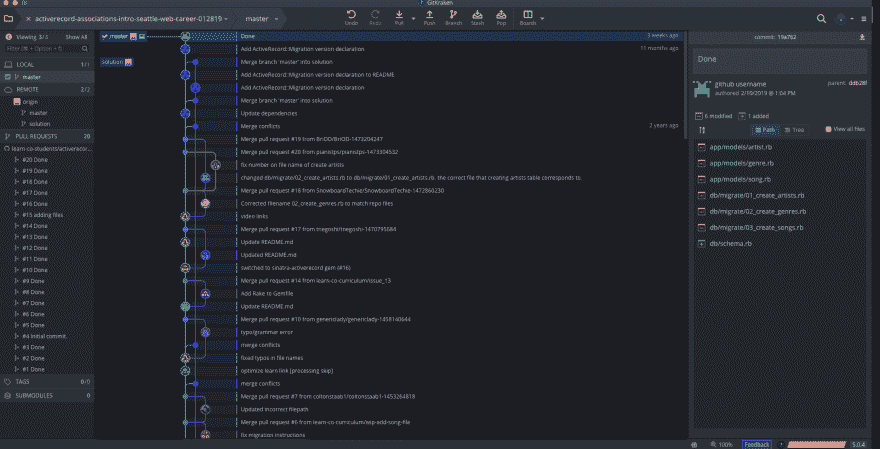 GitKraken
activerecord-associations-intro-seattle-web-career-012819
master
Undo
Redo
Pull
Push
Branch
Stash
Pop
Board
Viewing 3/3 Show All
Filter (⌘ + Option + f)
LOCAL 1/1
master
REMOTE 2/2
origin
master
solution
PULL REQUESTS 20
learn-co-students/activerecor...
#20 Done
#19 Done
#18 Done
#17 Done
#16 Done
#15 adding files
#14 Done
#13 Done
#12 Done
#11 Done
#10 Done
#9 Done
#8 Done
#7 Done
#6 Done
#5 Done
#4 Initial commit.
#3 Done
#2 Done
#1 Done
TAGS 0/0
SUBMODULES 0
master
Done
3 weeks ago
Add ActiveRecord::Migration version declaration
11 months ago
solution
Merge branch 'master' into solution
Add ActiveRecord::Migration version declaration to README
Add ActiveRecord::Migration version declaration
Merge branch 'master' into solution
Update dependencies
Merge conflicts
2 years ago
Merge pull request #19 from
Merge pull request #20 from
fix number on file name of create artists
changed db/migrate/02_create_artists.rb to db/migrate/01_create_artists.rb. the correct file that creating artists table corresponds to.
Merge pull request #18 from SnowboardTechie/SnowboardTechie-1472860230
Corrected filename 02_create_genres.rb to match repo files
video links
Merge pull request #17 from
Update README.md
Updated README.md
switched to sinatra-activerecord gem (#16)
Merge pull request #14 from learn-co-curriculum/issue_13
Add Rake to Gemfile
Update README.md
Merge pull request #10 from genericlady/genericlady-1458140644
typo/grammar error
merge conflicts
fixed typos in file names
optimize learn link [processing skip]
merge conflicts
Merge pull request #7 from coltonstaab1/coltonstaab1-1453264818
Updated incorrect filepath
Merge pull request #6 from learn-co-curriculum/wip-add-song-file
fix migration instructions
commit: 19a762
Done
github username
authored 2/19/2019 @ 1:04 PM
parent: ddb28f
6 modified
1 added
Path
Tree
View all files
app/models/artist.rb
app/models/genre.rb
app/models/song.rb
db/migrate/01_create_artists.rb
db/migrate/02_create_genres.rb
db/migrate/03_create_songs.rb
db/schema.rb
100%
Feedback
5.0.4